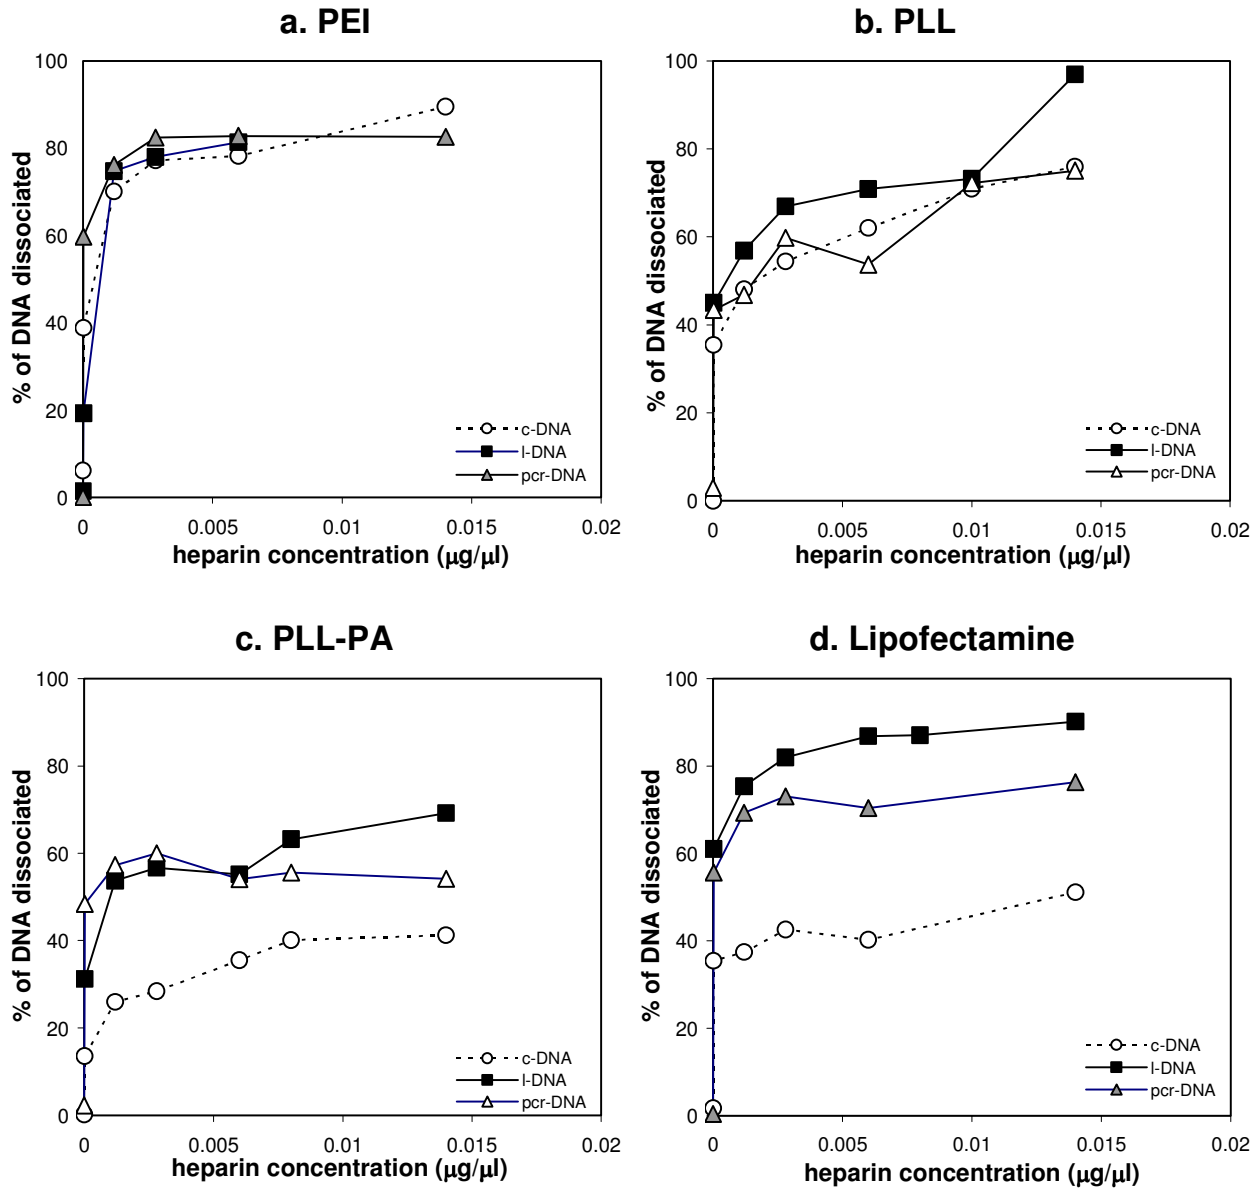 a. PEI
100
80
60
40
20
0
% of DNA dissociated
c-DNA
l-DNA
pcr-DNA
0 0.005 0.01 0.015 0.02
heparin concentration (μg/μl)
b. PLL
100
80
60
40
20
0
% of DNA dissociated
c-DNA
l-DNA
pcr-DNA
0 0.005 0.01 0.015 0.02
heparin concentration (μg/μl)
c. PLL-PA
100
80
60
40
20
0
% of DNA dissociated
c-DNA
l-DNA
pcr-DNA
0 0.005 0.01 0.015 0.02
heparin concentration (μg/μl)
d. Lipofectamine
100
80
60
40
20
0
% of DNA dissociated
c-DNA
l-DNA
pcr-DNA
0 0.005 0.01 0.015 0.02
heparin concentration (μg/μl)